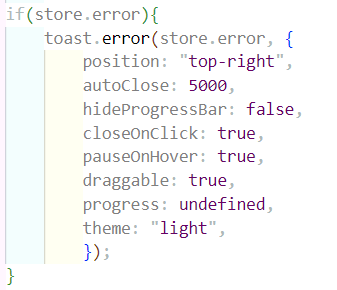 if(store.error){
    toast.error(store.error, {
        position: "top-right",
        autoClose: 5000,
        hideProgressBar: false,
        closeOnClick: true,
        pauseOnHover: true,
        draggable: true,
        progress: undefined,
        theme: "light",
        });
}